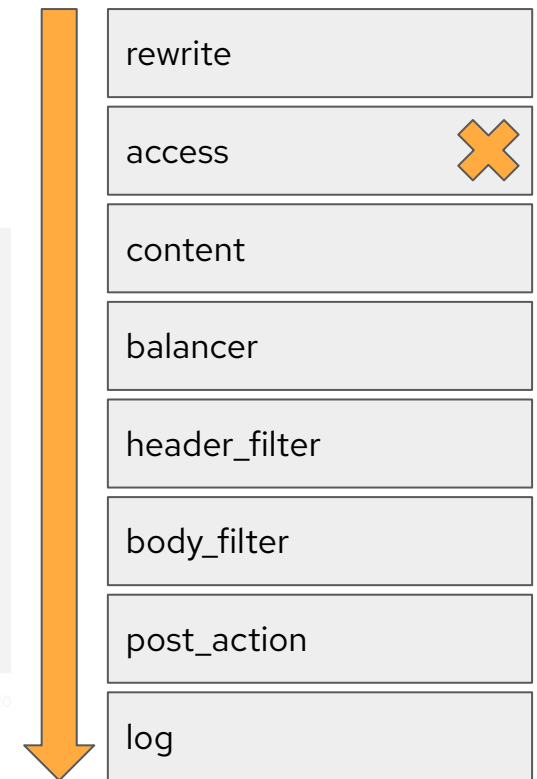 rewrite
access
content
balancer
header_filter
body_filter
post_action
log